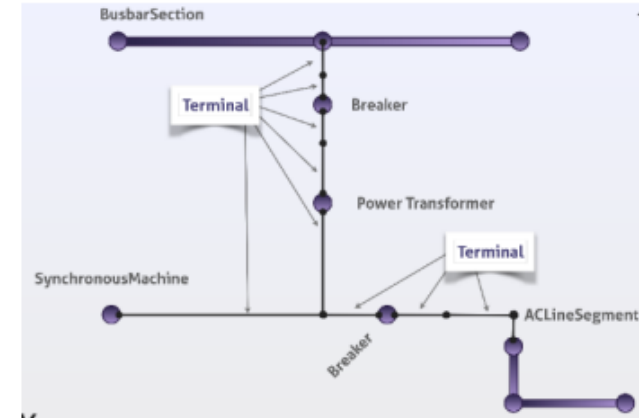 BusbarSection
Terminal
Breaker
Power Transformer
Terminal
SynchronousMachine
ACLineSegment
Breaker